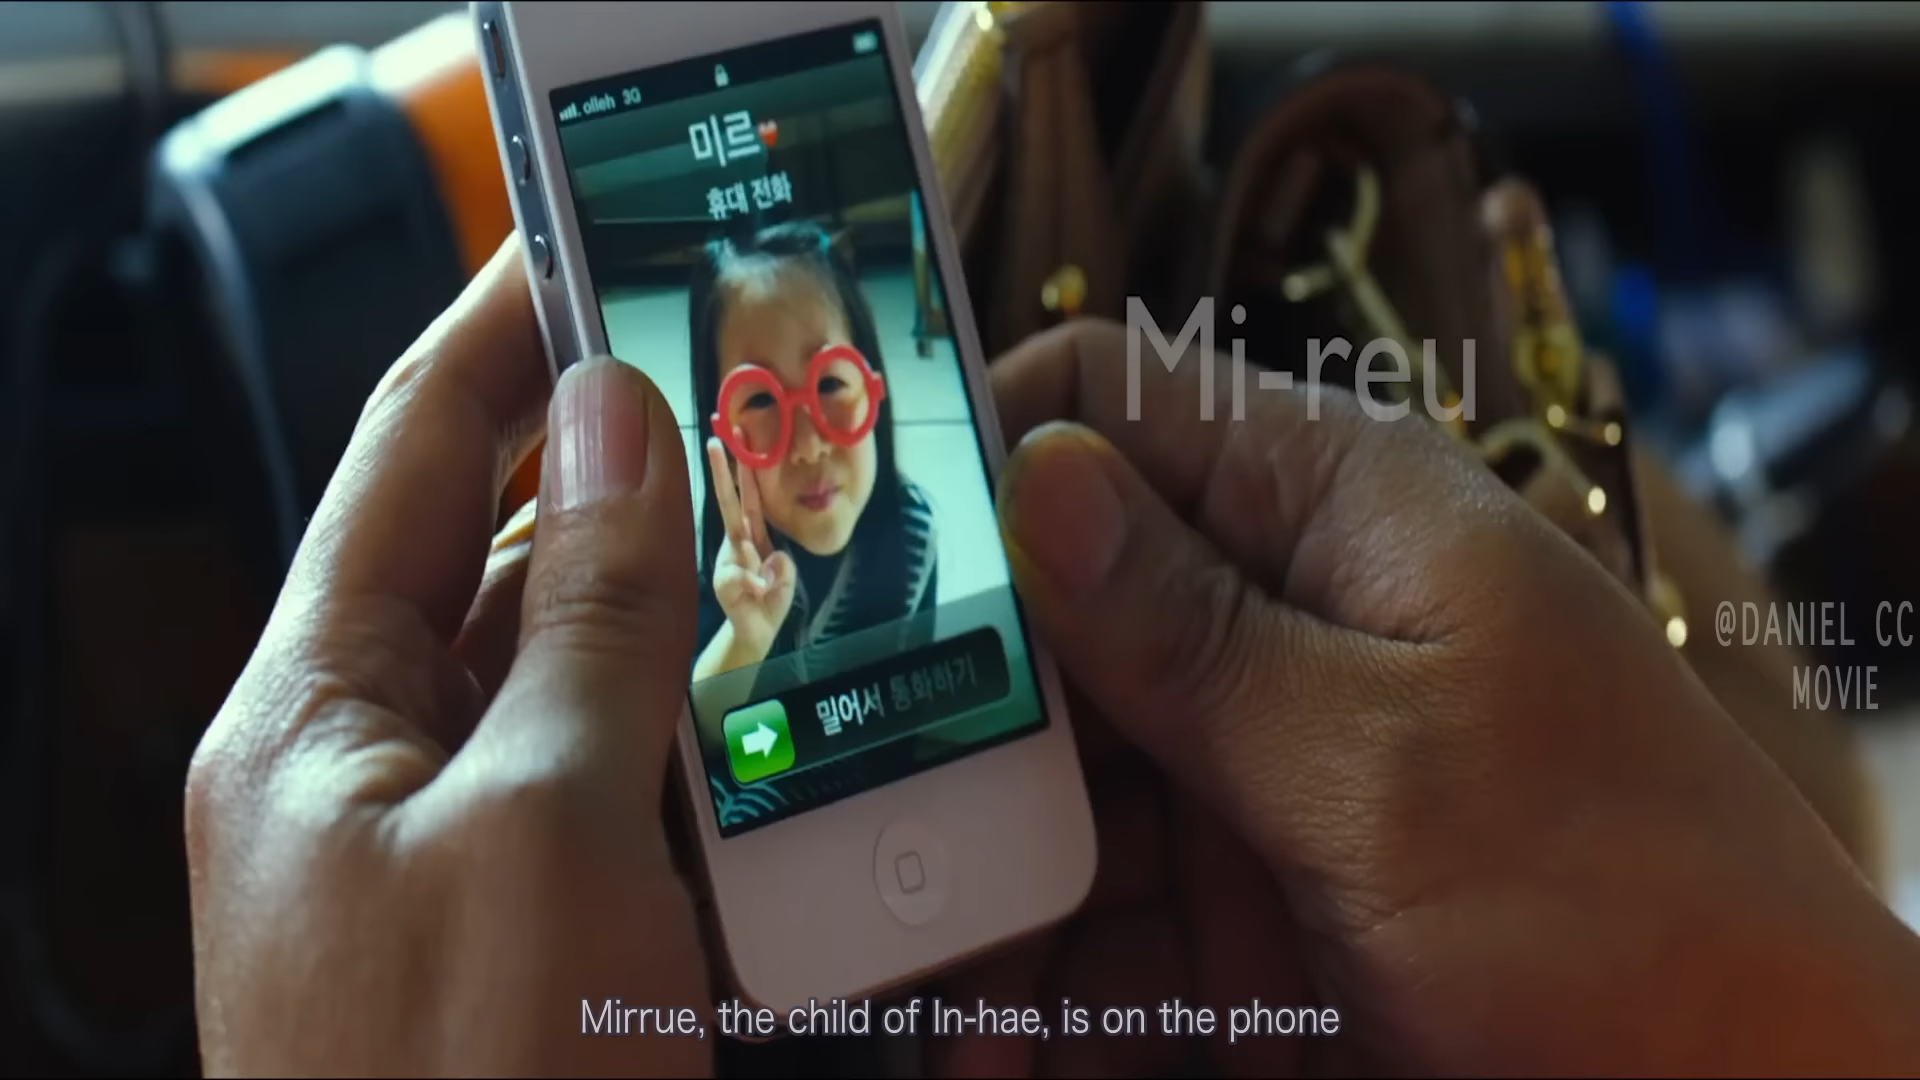 olleh 3G
미르
휴대 전화
Mi-reu
@DANIEL CC
MOVIE
밀어서 통화하기
Mirrue, the child of In-hae, is on the phone